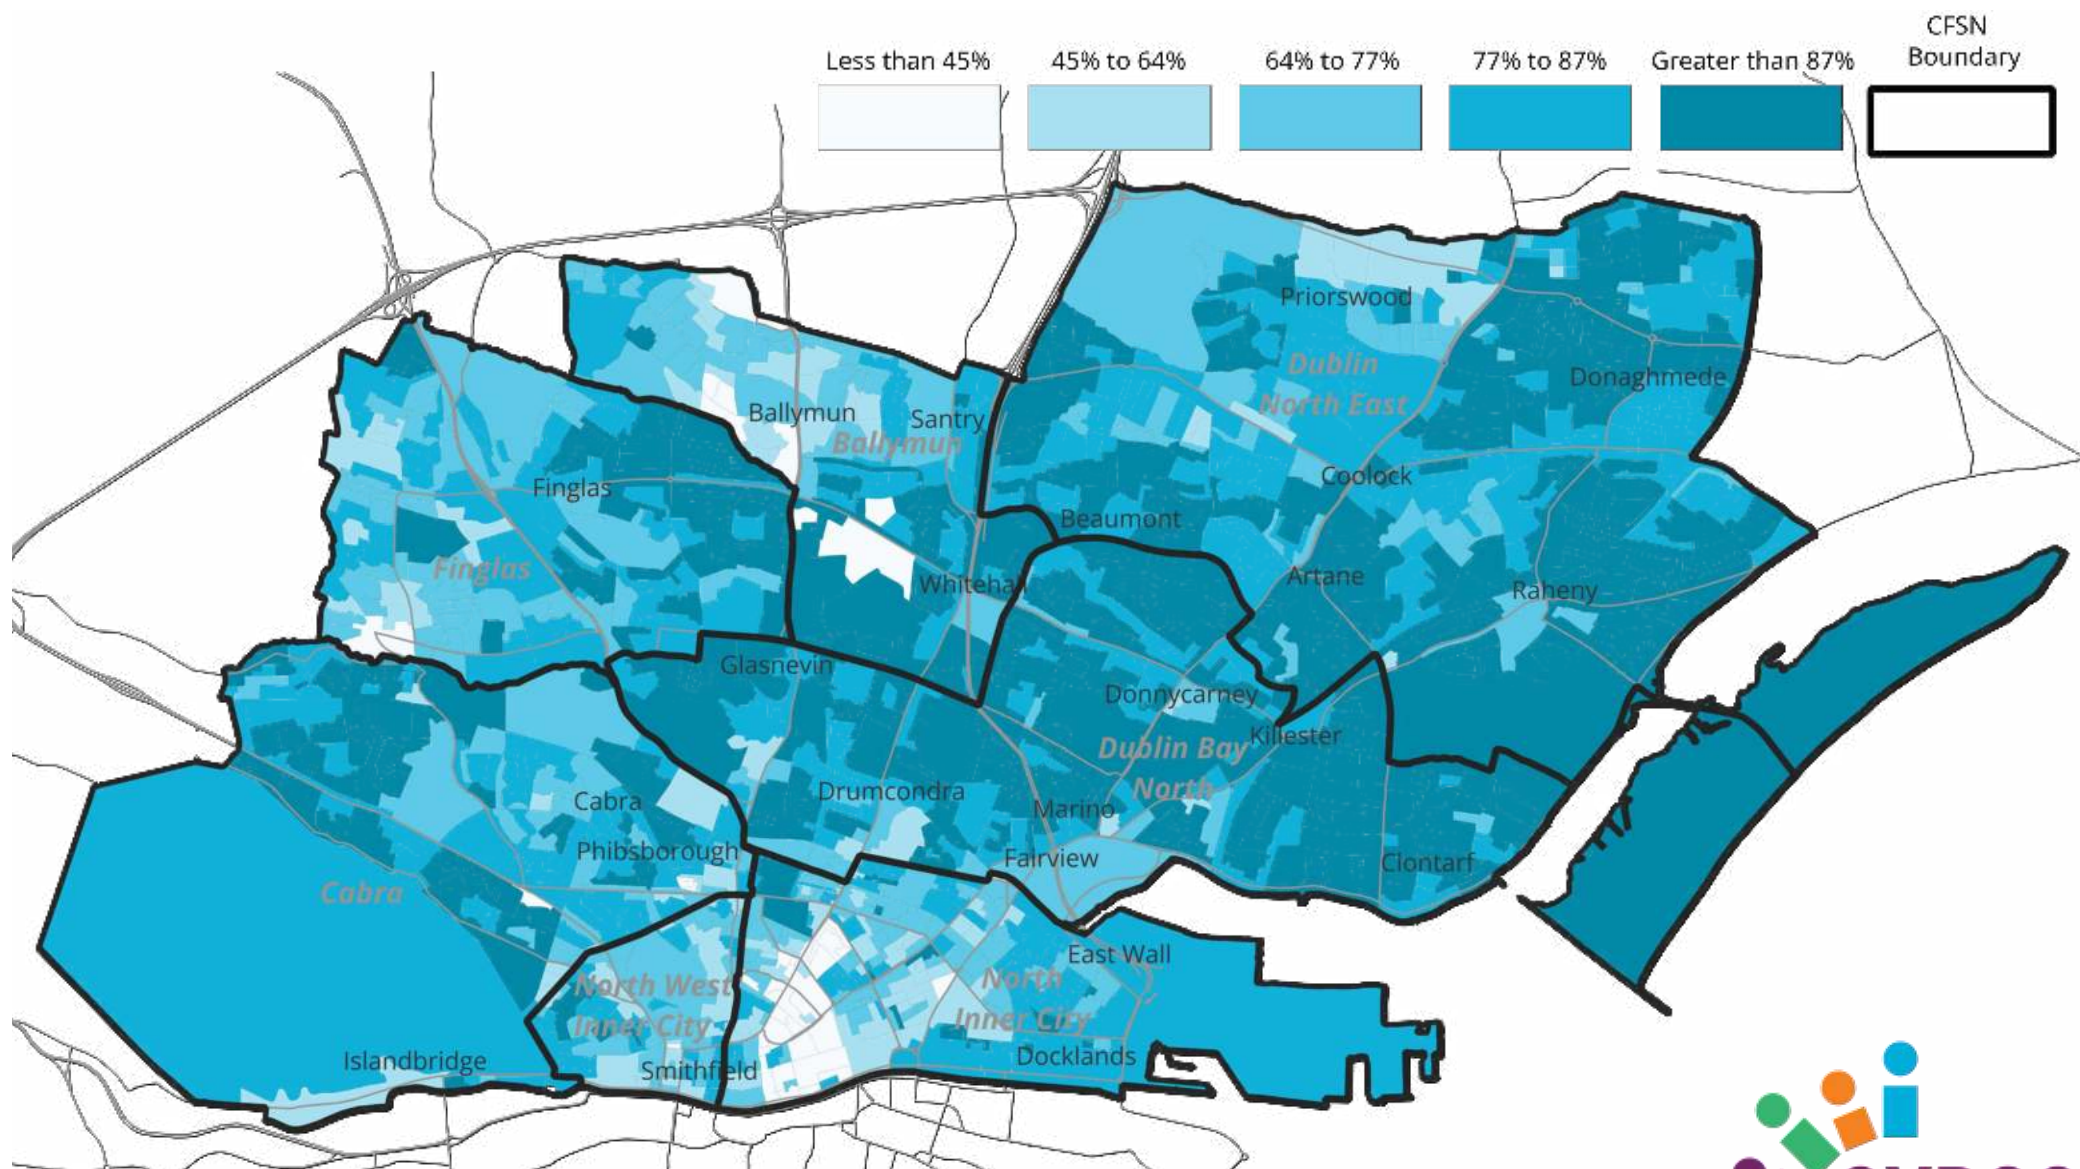 CFSN
Boundary
Less than 45%
45% to 64%
64% to 77%
77% to 87%
Greater than 87%
Priorswood
Dublin
North East
Donaghmede
Ballymun
Santry
Ballymun
Coolock
Finglas
Beaumont
Finglas
Whitehall
Artane
Raheny
Glasnevin
Donnycarney
Killester
Dublin Bay
North
Cabra
Drumcondra
Marino
Phibsborough
Fairview
Clontarf
Cabra
East Wall
North West
Inner City
North
Inner City
Islandbridge
Smithfield
Docklands